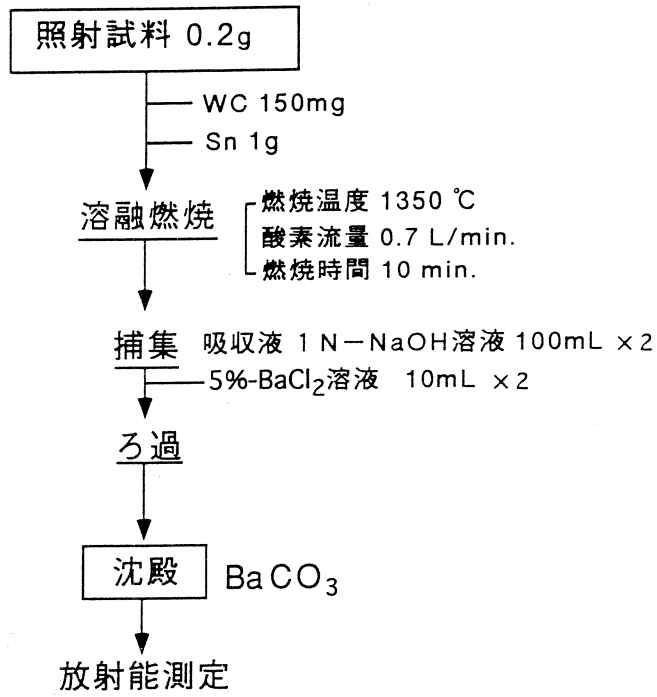 照射試料 0.2g
WC 150mg
Sn 1g
溶融燃焼
燃焼温度 1350 ℃
酸素流量 0.7 L/min.
燃焼時間 10 min.
捕集 吸収液 1N-NaOH溶液 100mL ×2
5%-BaCl₂溶液 10mL ×2
ろ過
沈殿 BaCO₃
放射能測定